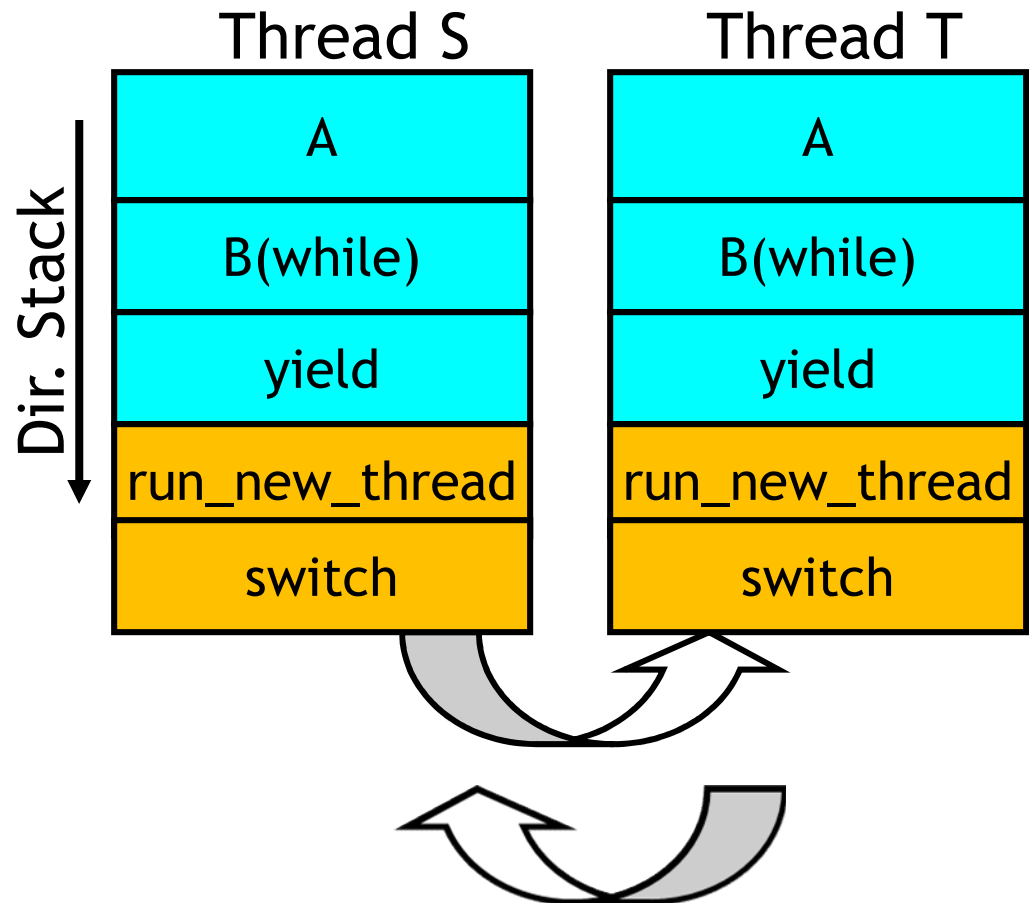 Thread S
Thread T
Dir. Stack
A
B(while)
yield
run_new_thread
switch
A
B(while)
yield
run_new_thread
switch